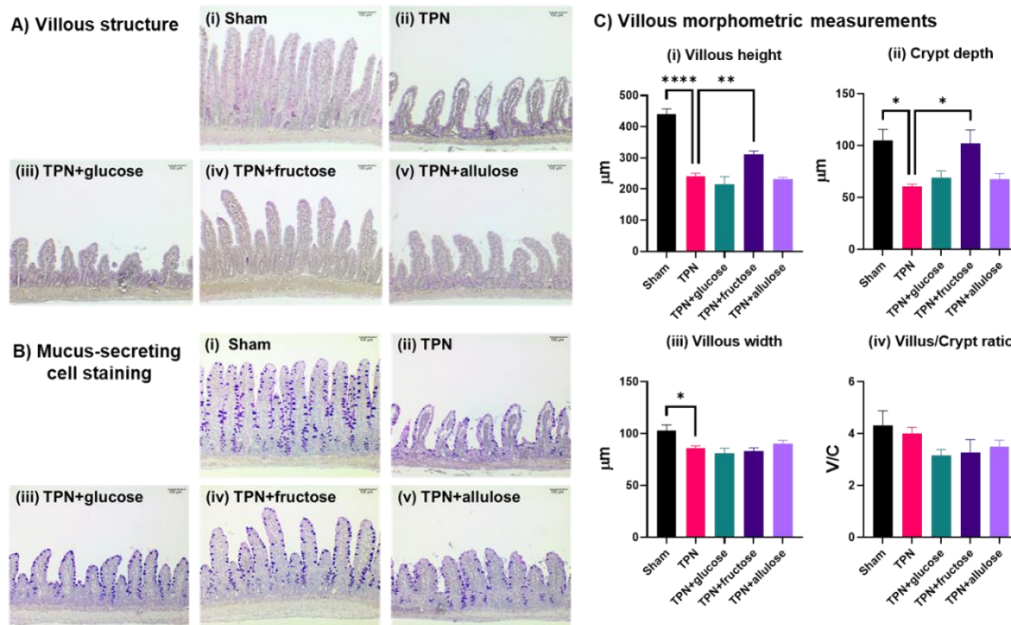 A) Villous structure
(i) Sham
(ii) TPN
(iii) TPN+glucose
(iv) TPN+fructose
(v) TPN+allulose
B) Mucus-secreting
cell staining
(i) Sham
(ii) TPN
(iii) TPN+glucose
(iv) TPN+fructose
(v) TPN+allulose
C) Villous morphometric measurements
(i) Villous height
**** **
500
400
300
200
100
0
μm
Sham
TPN
TPN+glucose
TPN+fructose
TPN+allulose
(ii) Crypt depth
* *
150
100
50
0
μm
Sham
TPN
TPN+glucose
TPN+fructose
TPN+allulose
(iii) Villous width
*
150
100
50
0
μm
Sham
TPN
TPN+glucose
TPN+fructose
TPN+allulose
(iv) Villus/Crypt ratio
6
4
2
0
V/C
Sham
TPN
TPN+glucose
TPN+fructose
TPN+allulose